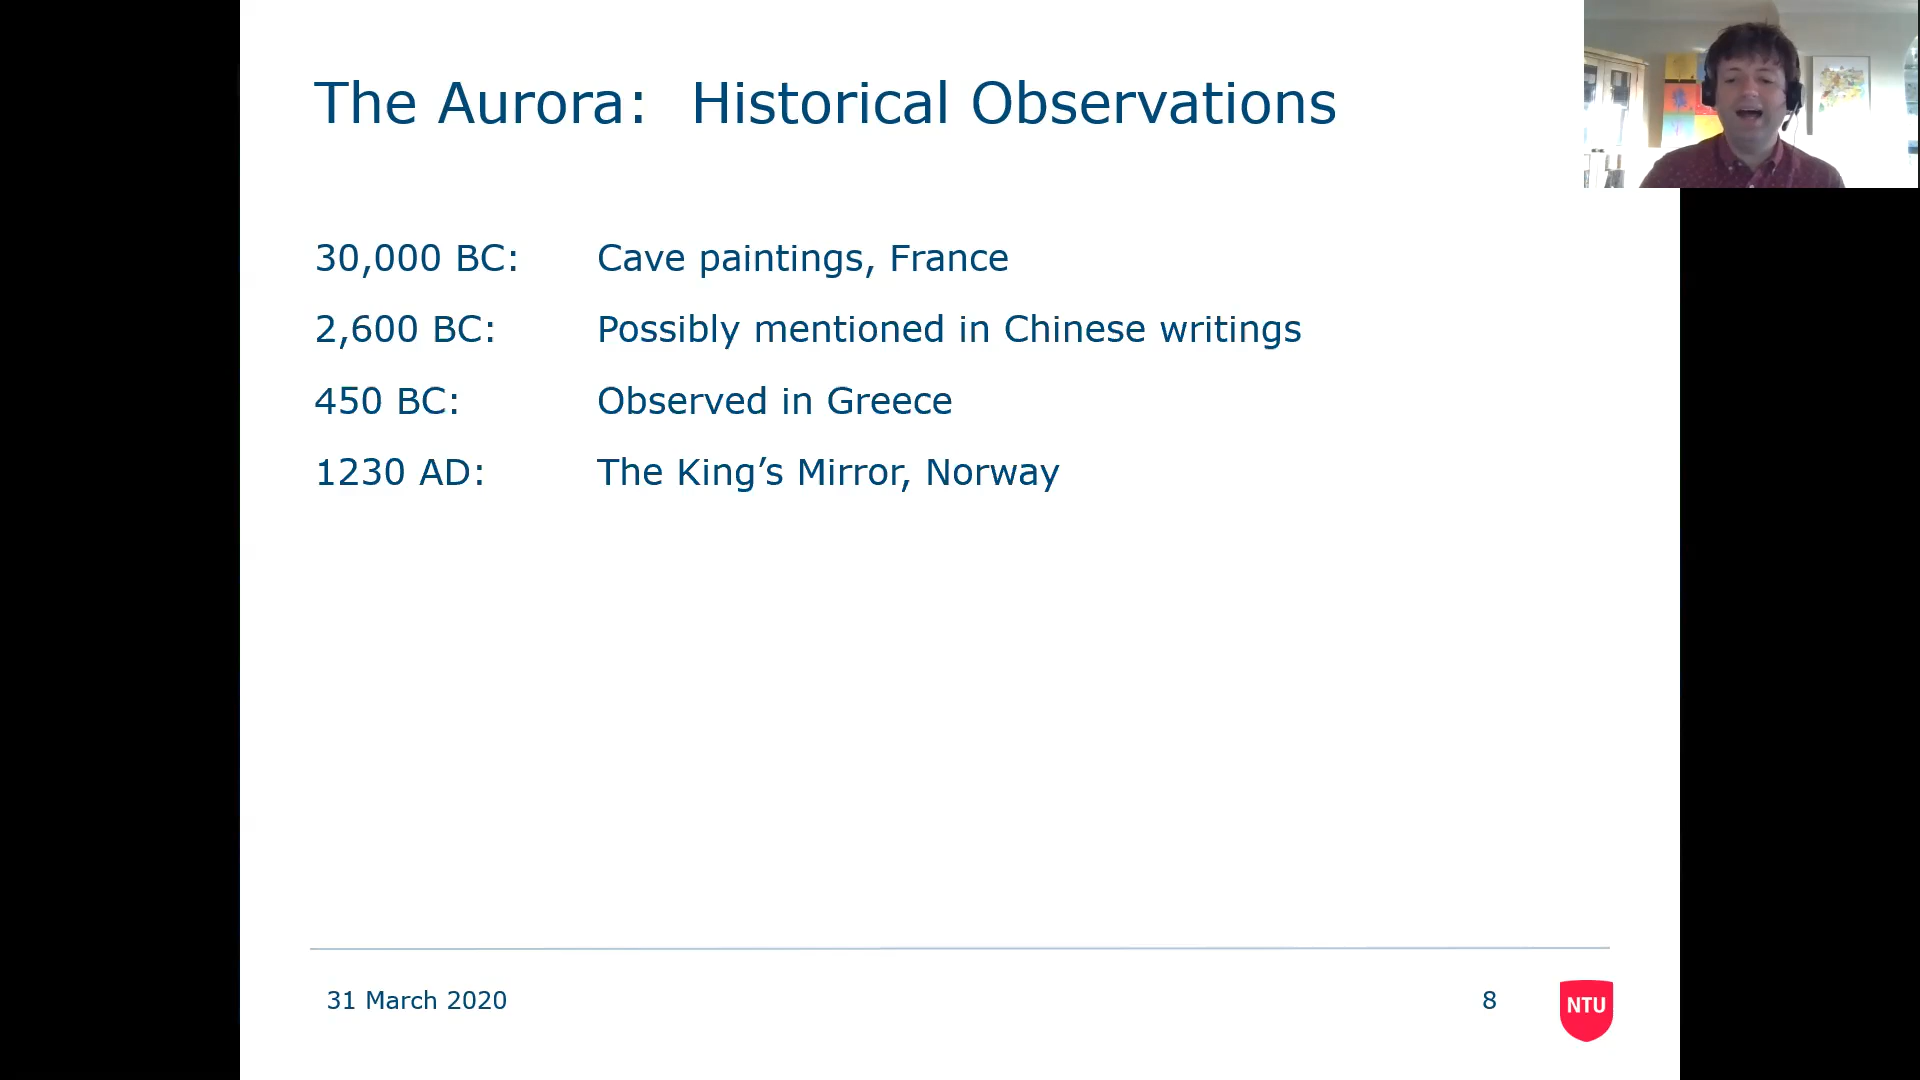 The Aurora:  Historical Observations
30,000 BC: Cave paintings, France
2,600 BC: Possibly mentioned in Chinese writings
450 BC: Observed in Greece
1230 AD: The King’s Mirror, Norway
31 March 2020
8
NTU